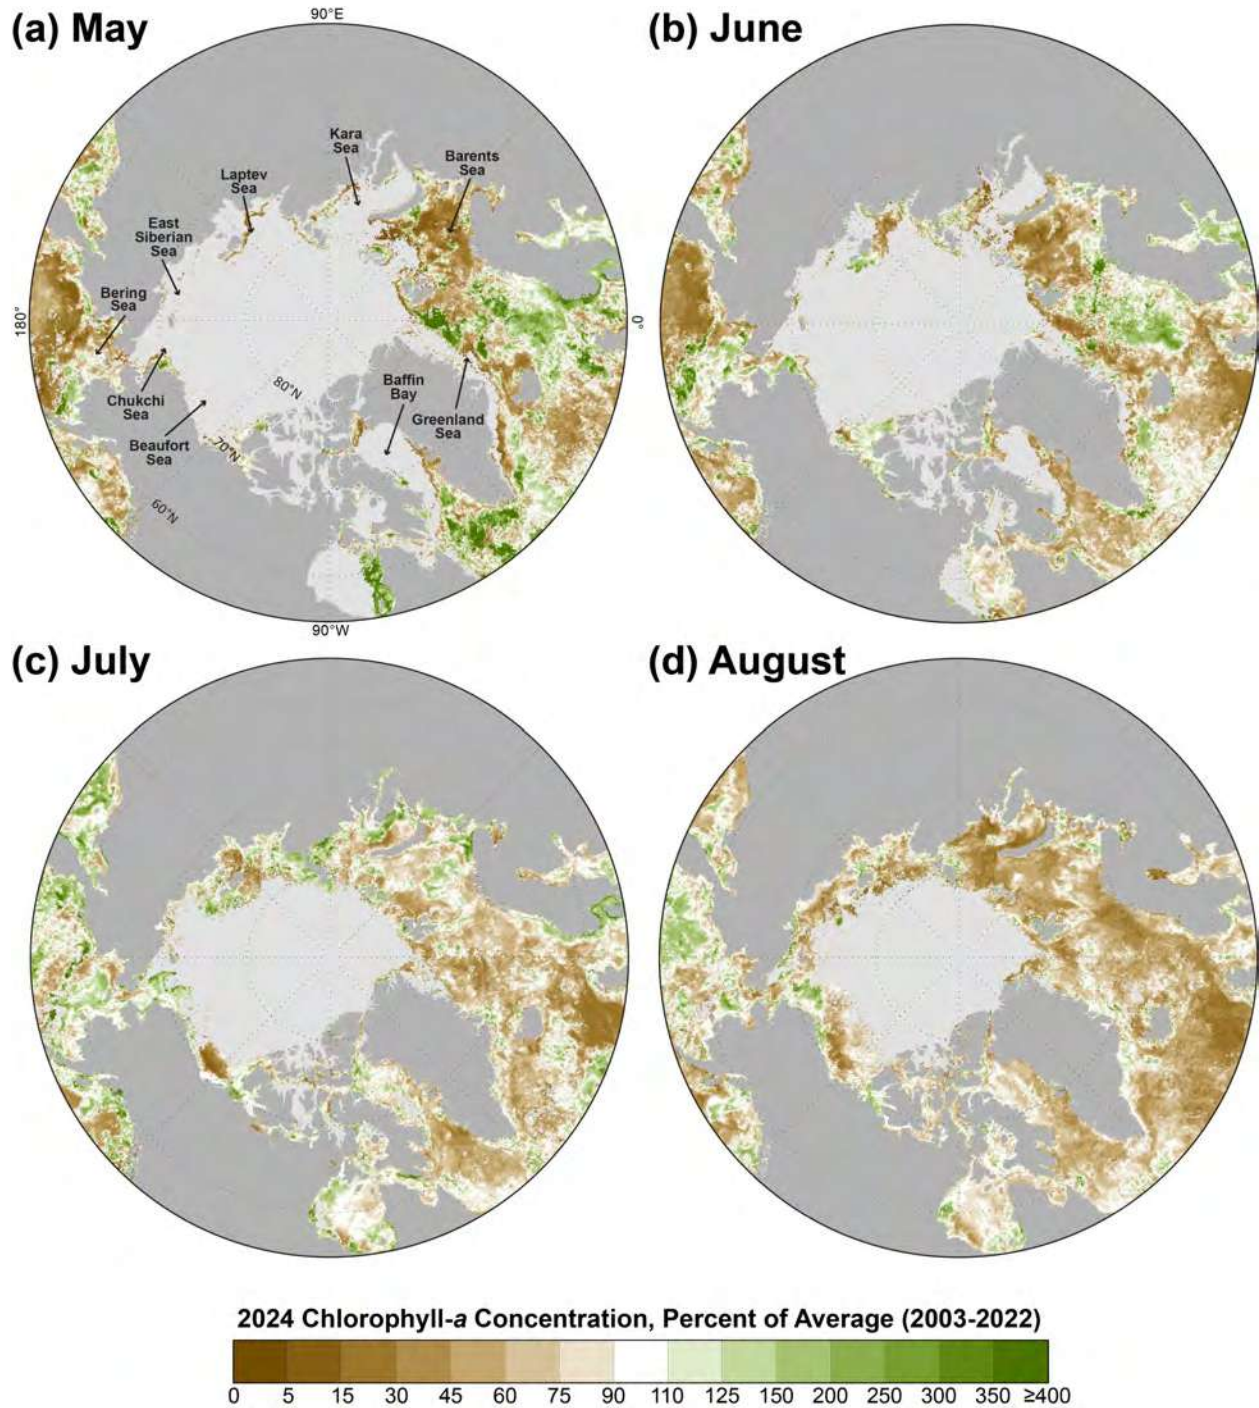 (a) May
90°E
(b) June
Kara
Sea
Barents
Sea
Laptev
Sea
East
Siberian
Sea
Bering
Sea
180°
0°
80°N
Baffin
Bay
Chukchi
Sea
Greenland
Sea
Beaufort
Sea
70°N
60°N
90°W
(c) July
(d) August
2024 Chlorophyll-a Concentration, Percent of Average (2003-2022)
0 5 15 30 45 60 75 90 110 125 150 200 250 300 350 ≥400